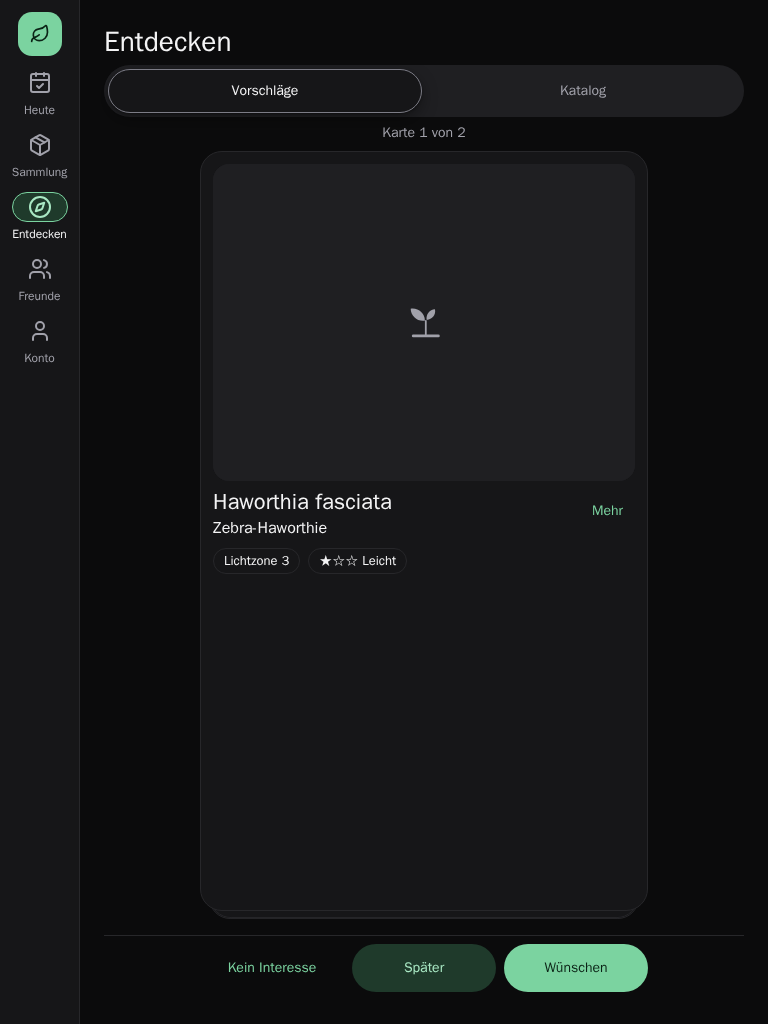 Entdecken
Vorschläge
Katalog
Karte 1 von 2
Heute
Sammlung
Entdecken
Freunde
Konto
Haworthia fasciata
Zebra-Haworthie
Mehr
Lichtzone 3
★☆☆ Leicht
Kein Interesse
Später
Wünschen